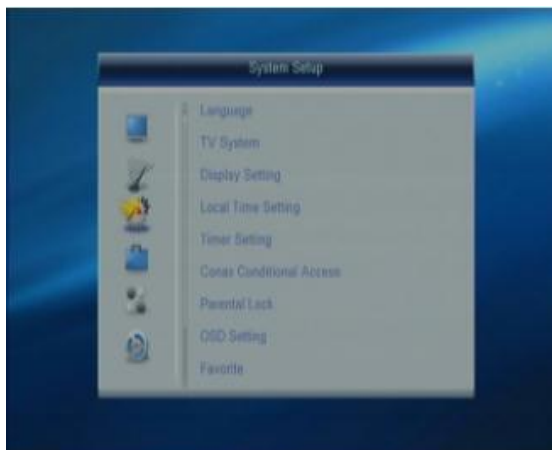 System Setup
Language
TV System
Display Setting
Local Time Setting
Timer Setting
Conax Conditional Access
Parental Lock
OSD Setting
Favorite